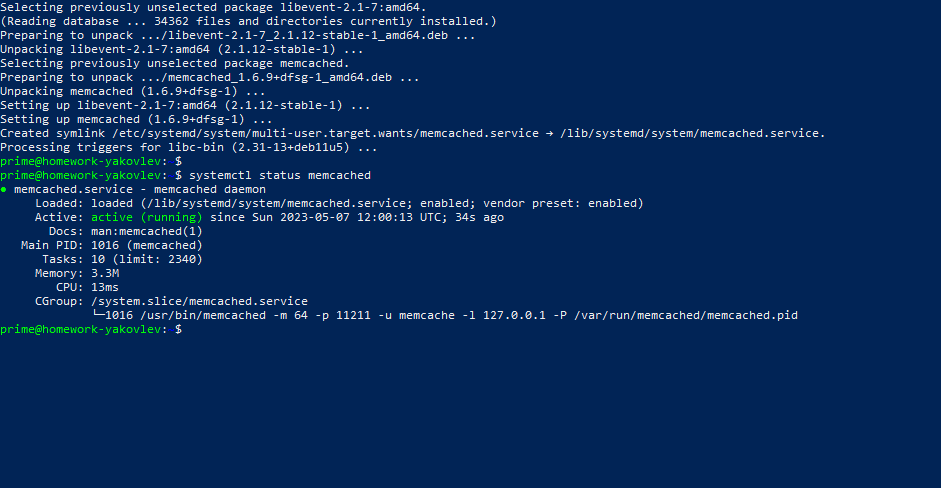 Selecting previously unselected package libevent-2.1-7:amd64.
(Reading database ... 34362 files and directories currently installed.)
Preparing to unpack .../libevent-2.1-7_2.1.12-stable-1_amd64.deb ...
Unpacking libevent-2.1-7:amd64 (2.1.12-stable-1) ...
Selecting previously unselected package memcached.
Preparing to unpack .../memcached_1.6.9+dfsg-1_amd64.deb ...
Unpacking memcached (1.6.9+dfsg-1) ...
Setting up libevent-2.1-7:amd64 (2.1.12-stable-1) ...
Setting up memcached (1.6.9+dfsg-1) ...
Created symlink /etc/systemd/system/multi-user.target.wants/memcached.service → /lib/systemd/system/memcached.service.
Processing triggers for libc-bin (2.31-13+deb11u5) ...
prime@homework-yakovlev: $
prime@homework-yakovlev: $ systemctl status memcached
● memcached.service - memcached daemon
     Loaded: loaded (/lib/systemd/system/memcached.service; enabled; vendor preset: enabled)
     Active: active (running) since Sun 2023-05-07 12:00:13 UTC; 34s ago
       Docs: man:memcached(1)
   Main PID: 1016 (memcached)
      Tasks: 10 (limit: 2340)
     Memory: 3.3M
        CPU: 13ms
     CGroup: /system.slice/memcached.service
             └─1016 /usr/bin/memcached -m 64 -p 11211 -u memcache -l 127.0.0.1 -P /var/run/memcached/memcached.pid
prime@homework-yakovlev: $